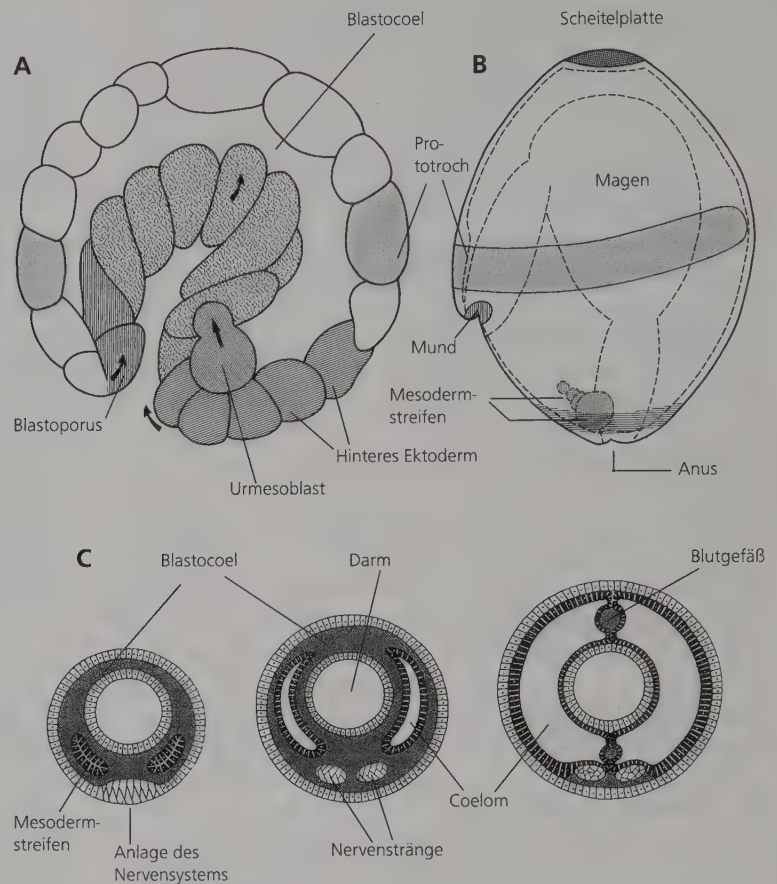 Blastocoel
Scheitelplatte
A
B
Pro-
totroch
Magen
Mund
Mesoderm-
streifen
Blastoporus
Hinteres Ektoderm
Urmesoblast
Anus
C
Blastocoel
Darm
Blutgefäß
Mesoderm-
streifen
Anlage des
Nervensystems
Nervenstränge
Coelom